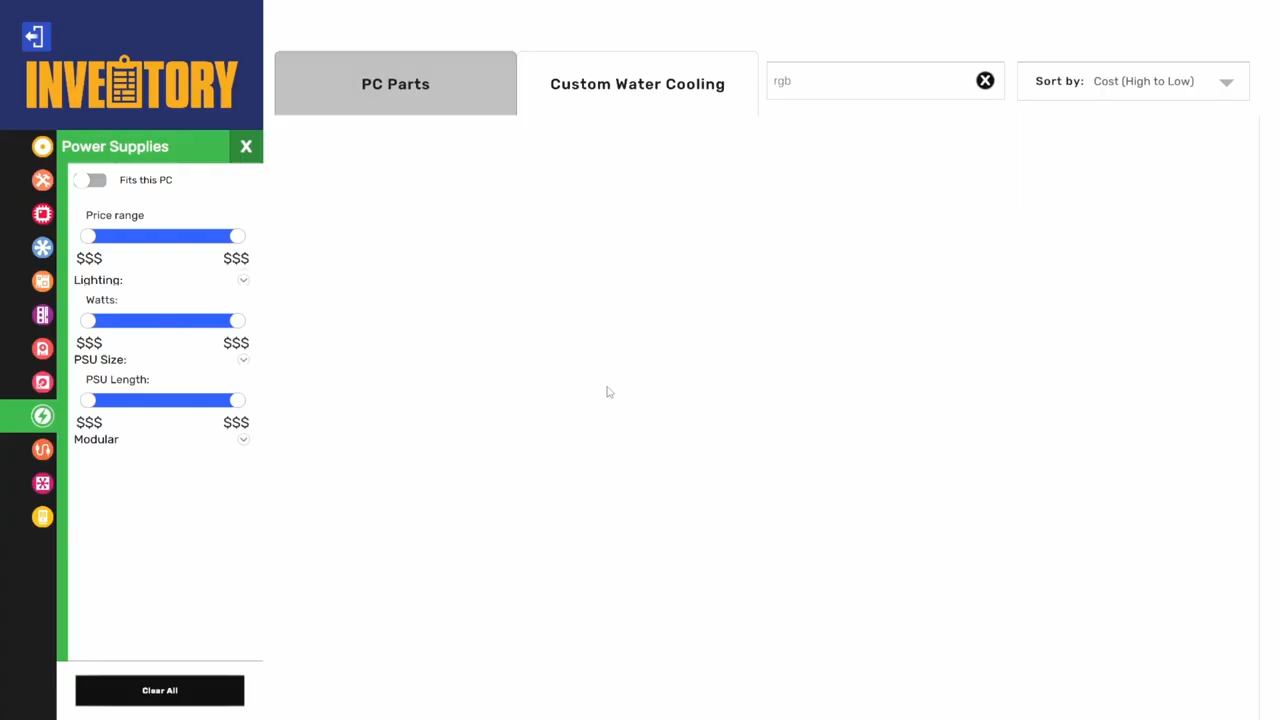 INVENTORY
PC Parts
Custom Water Cooling
rgb
Sort by: Cost (High to Low)
Power Supplies X
Fits this PC
Price range
$$$ $$$
Lighting:
Watts:
$$$ $$$
PSU Size:
PSU Length:
$$$ $$$
Modular
Clear All